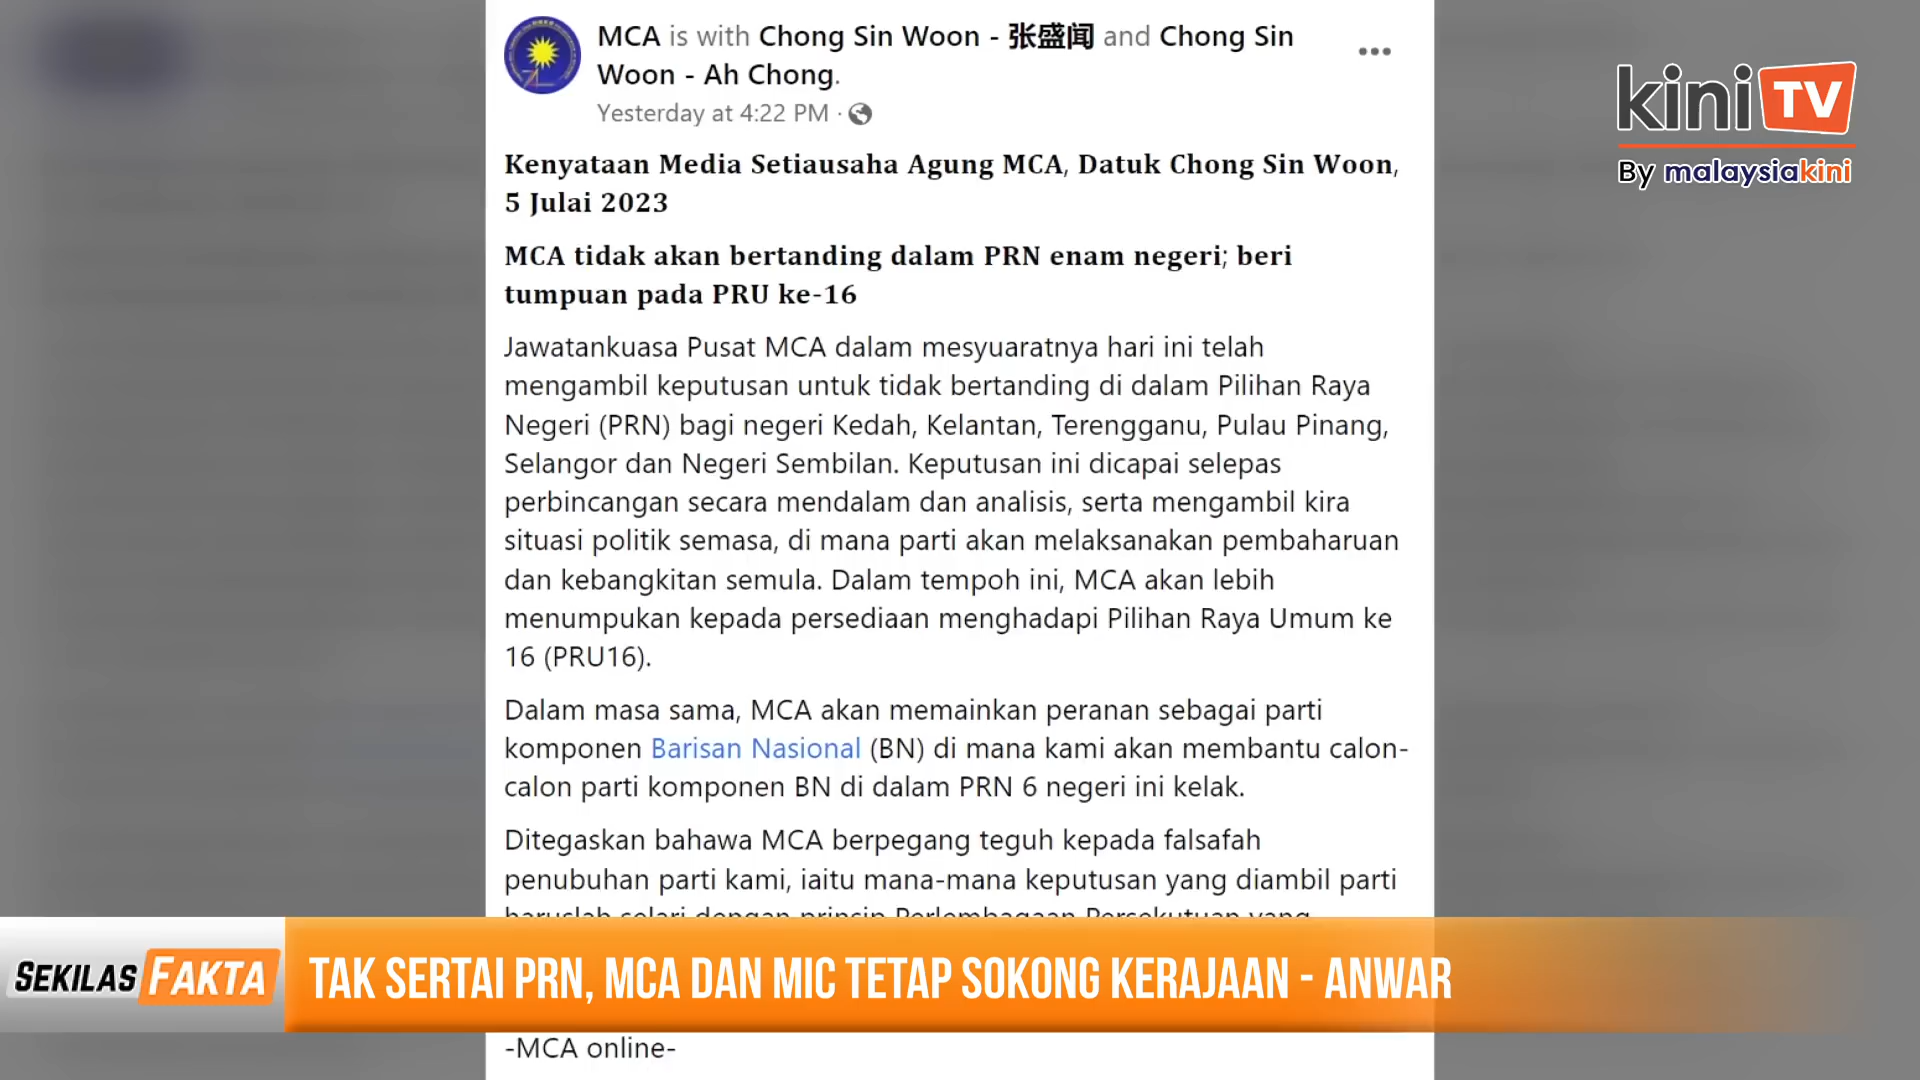 MCA is with Chong Sin Woon - 张盛闻 and Chong Sin
Woon - Ah Chong.
Yesterday at 4:22 PM ·
kini TV
By malaysiakini
Kenyataan Media Setiausaha Agung MCA, Datuk Chong Sin Woon,
5 Julai 2023
MCA tidak akan bertanding dalam PRN enam negeri; beri
tumpuan pada PRU ke-16
Jawatankuasa Pusat MCA dalam mesyuaratnya hari ini telah
mengambil keputusan untuk tidak bertanding di dalam Pilihan Raya
Negeri (PRN) bagi negeri Kedah, Kelantan, Terengganu, Pulau Pinang,
Selangor dan Negeri Sembilan. Keputusan ini dicapai selepas
perbincangan secara mendalam dan analisis, serta mengambil kira
situasi politik semasa, di mana parti akan melaksanakan pembaharuan
dan kebangkitan semula. Dalam tempoh ini, MCA akan lebih
menumpukan kepada persediaan menghadapi Pilihan Raya Umum ke
16 (PRU16).
Dalam masa sama, MCA akan memainkan peranan sebagai parti
komponen Barisan Nasional (BN) di mana kami akan membantu calon-
calon parti komponen BN di dalam PRN 6 negeri ini kelak.
Ditegaskan bahawa MCA berpegang teguh kepada falsafah
penubuhan parti kami, iaitu mana-mana keputusan yang diambil parti
haruslah selari dengan prinsip Perlembagaan Persekutuan yang
SEKILAS FAKTA
TAK SERTAI PRN, MCA DAN MIC TETAP SOKONG KERAJAAN - ANWAR
-MCA online-